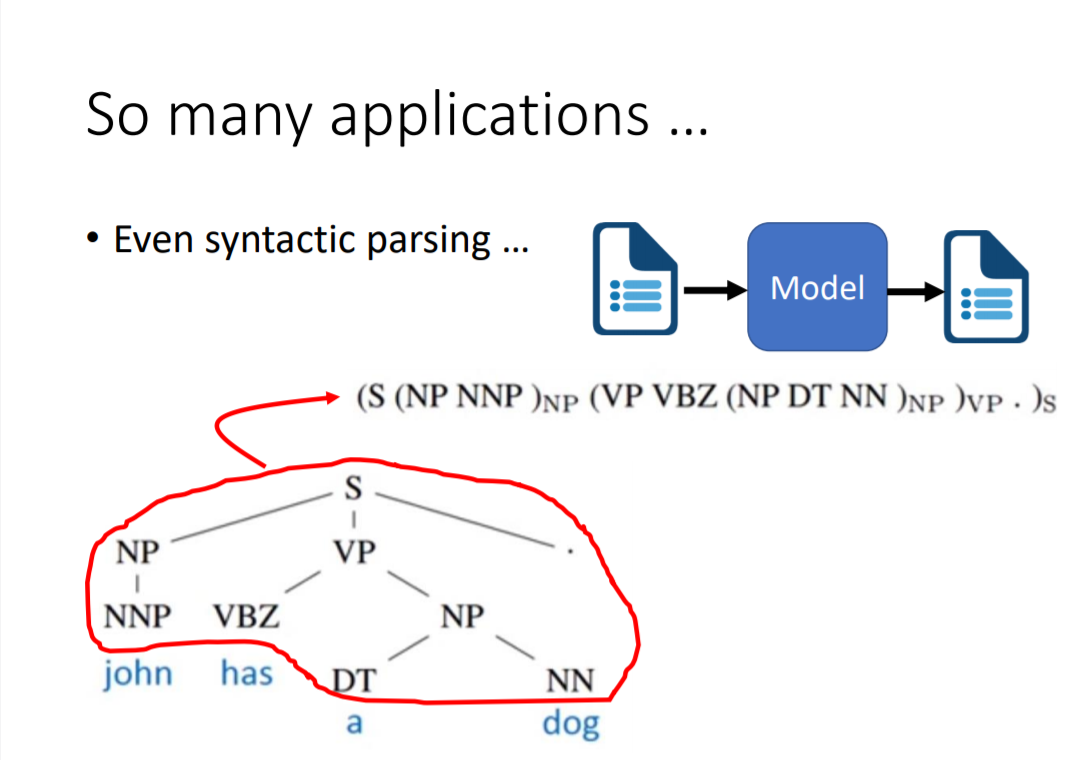 So many applications ...
• Even syntactic parsing ...
Model
(S (NP NNP )NP (VP VBZ (NP DT NN )NP )VP . )S
S
NP VP .
NNP VBZ NP
john has DT NN
a dog